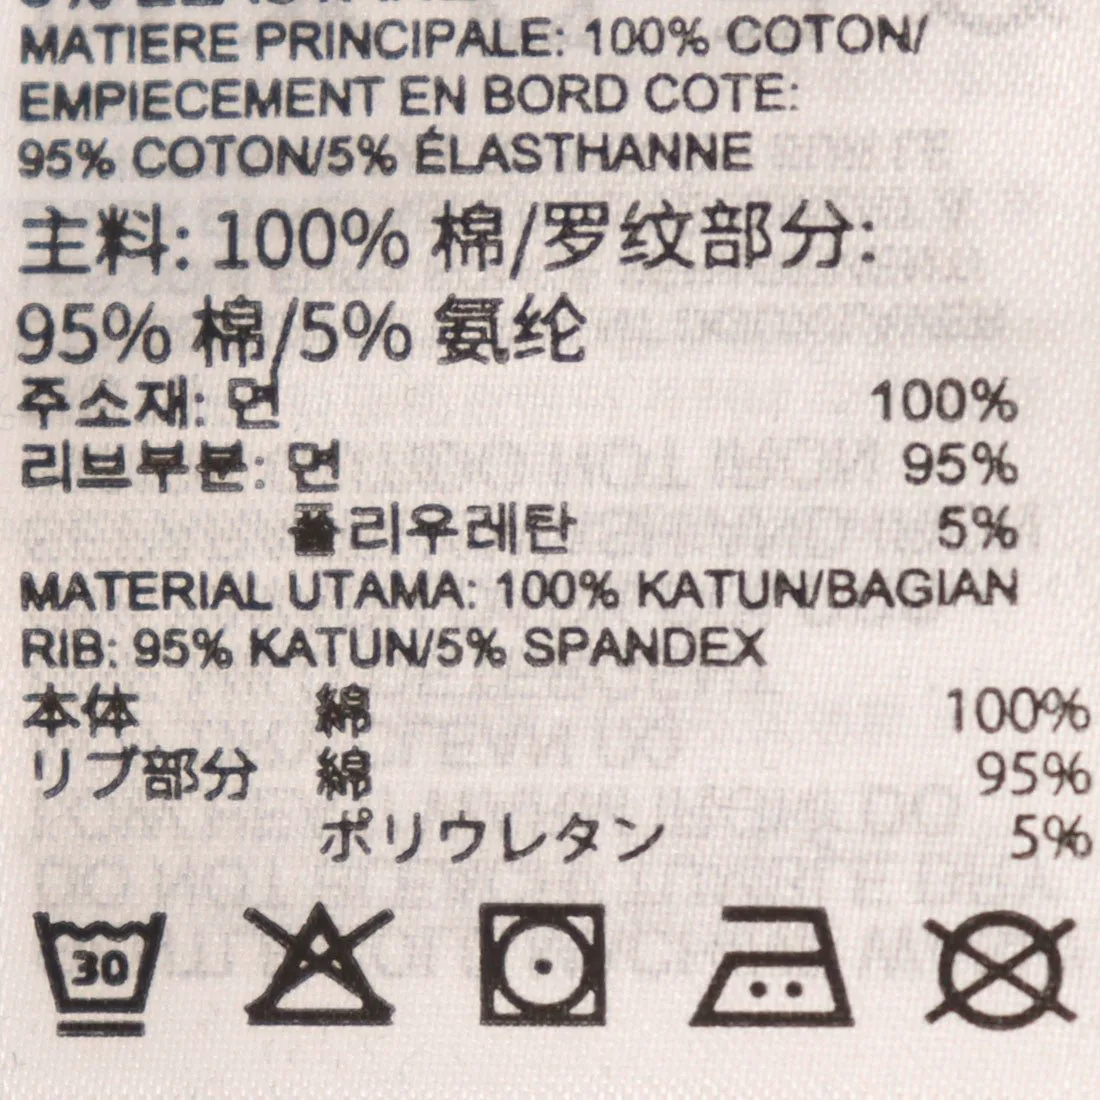 MATIERE PRINCIPALE: 100% COTON/
EMPIECEMENT EN BORD COTE:
95% COTON/5% ÉLASTHANNE
主料: 100% 棉/罗纹部分:
95% 棉/5% 氨纶
주소재: 면 100%
리브부분: 면 95%
폴리우레탄 5%
MATERIAL UTAMA: 100% KATUN/BAGIAN
RIB: 95% KATUN/5% SPANDEX
本体 綿 100%
リブ部分 綿 95%
ポリウレタン 5%
30